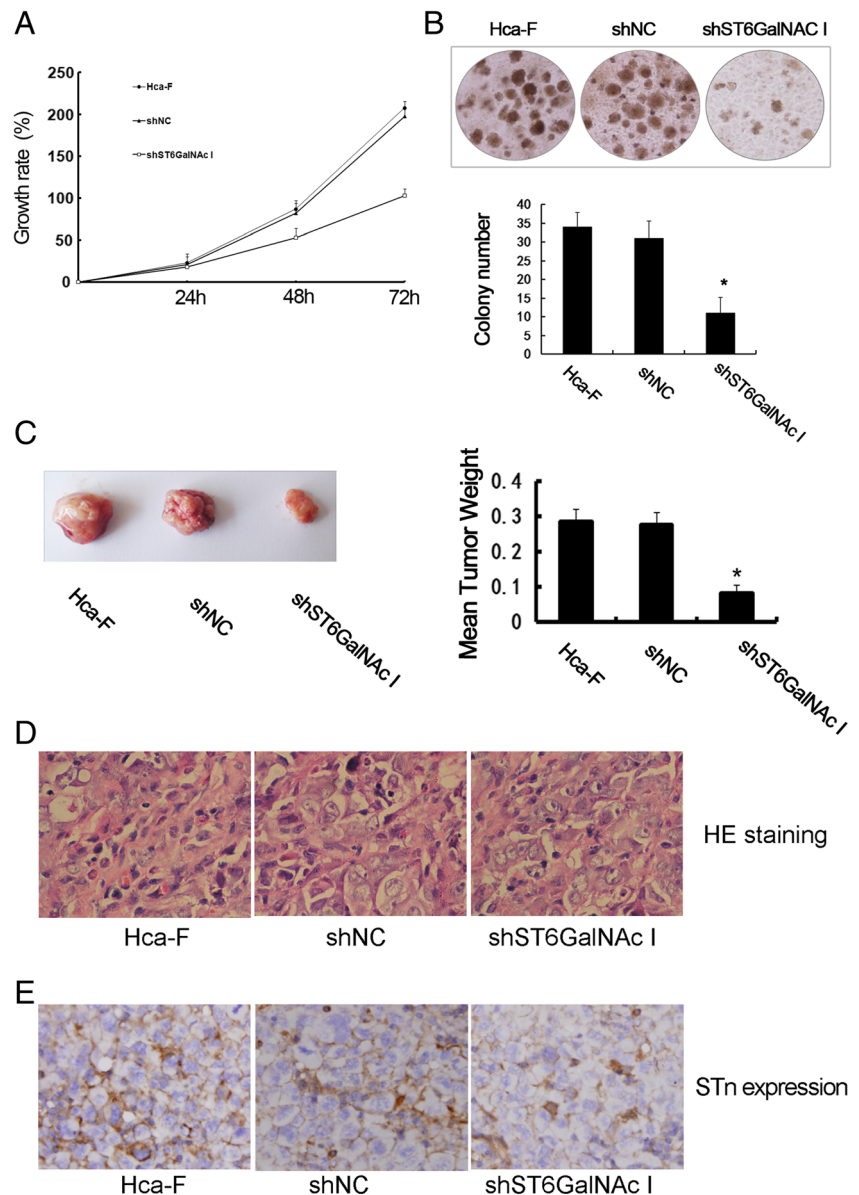 A
250
200
150
100
50
0
Growth rate (%)
Hca-F
shNC
shST6GalNAc I
24h 48h 72h
B
Hca-F shNC shST6GalNAC I
40
35
30
25
20
15
10
5
0
Colony number
*
Hca-F shNC shST6GalNAc I
C
Hca-F shNC shST6GalNAc I
0.4
0.3
0.2
0.1
0
Mean Tumor Weight
*
Hca-F shNC shST6GalNAc I
D
HE staining
Hca-F shNC shST6GalNAc I
E
STn expression
Hca-F shNC shST6GalNAc I